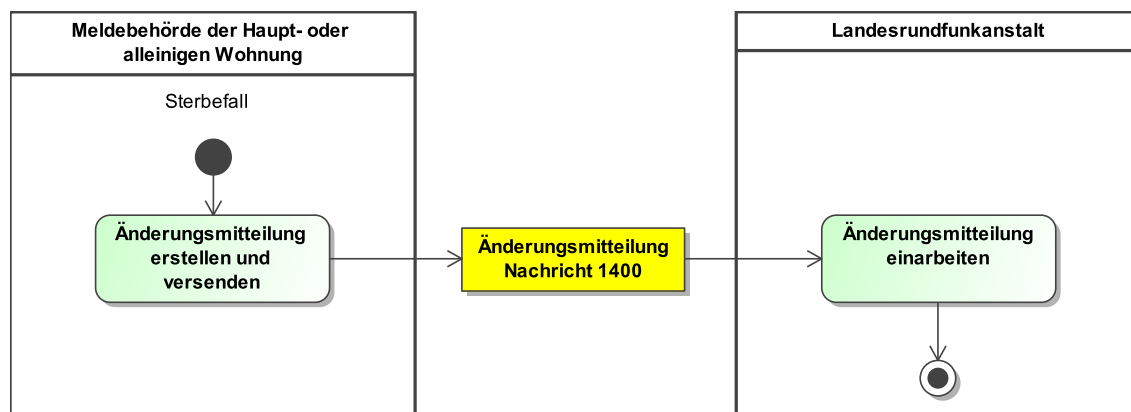 Meldebehörde der Haupt- oder
alleinigen Wohnung
Landesrundfunkanstalt
Sterbefall
Änderungsmitteilung
erstellen und
versenden
Änderungsmitteilung
Nachricht 1400
Änderungsmitteilung
einarbeiten